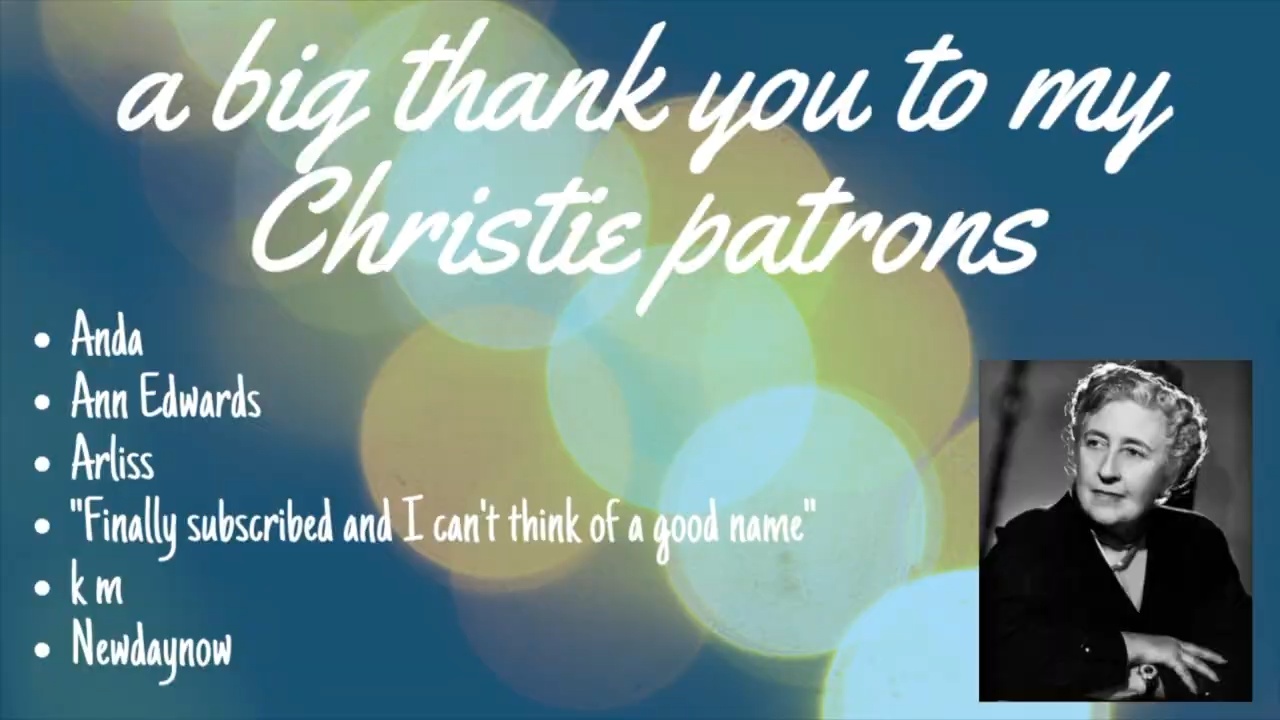 a big thank you to my
Christie patrons
• Anda
• Ann Edwards
• Arliss
• "Finally subscribed and I can't think of a good name"
• k m
• Newdaynow